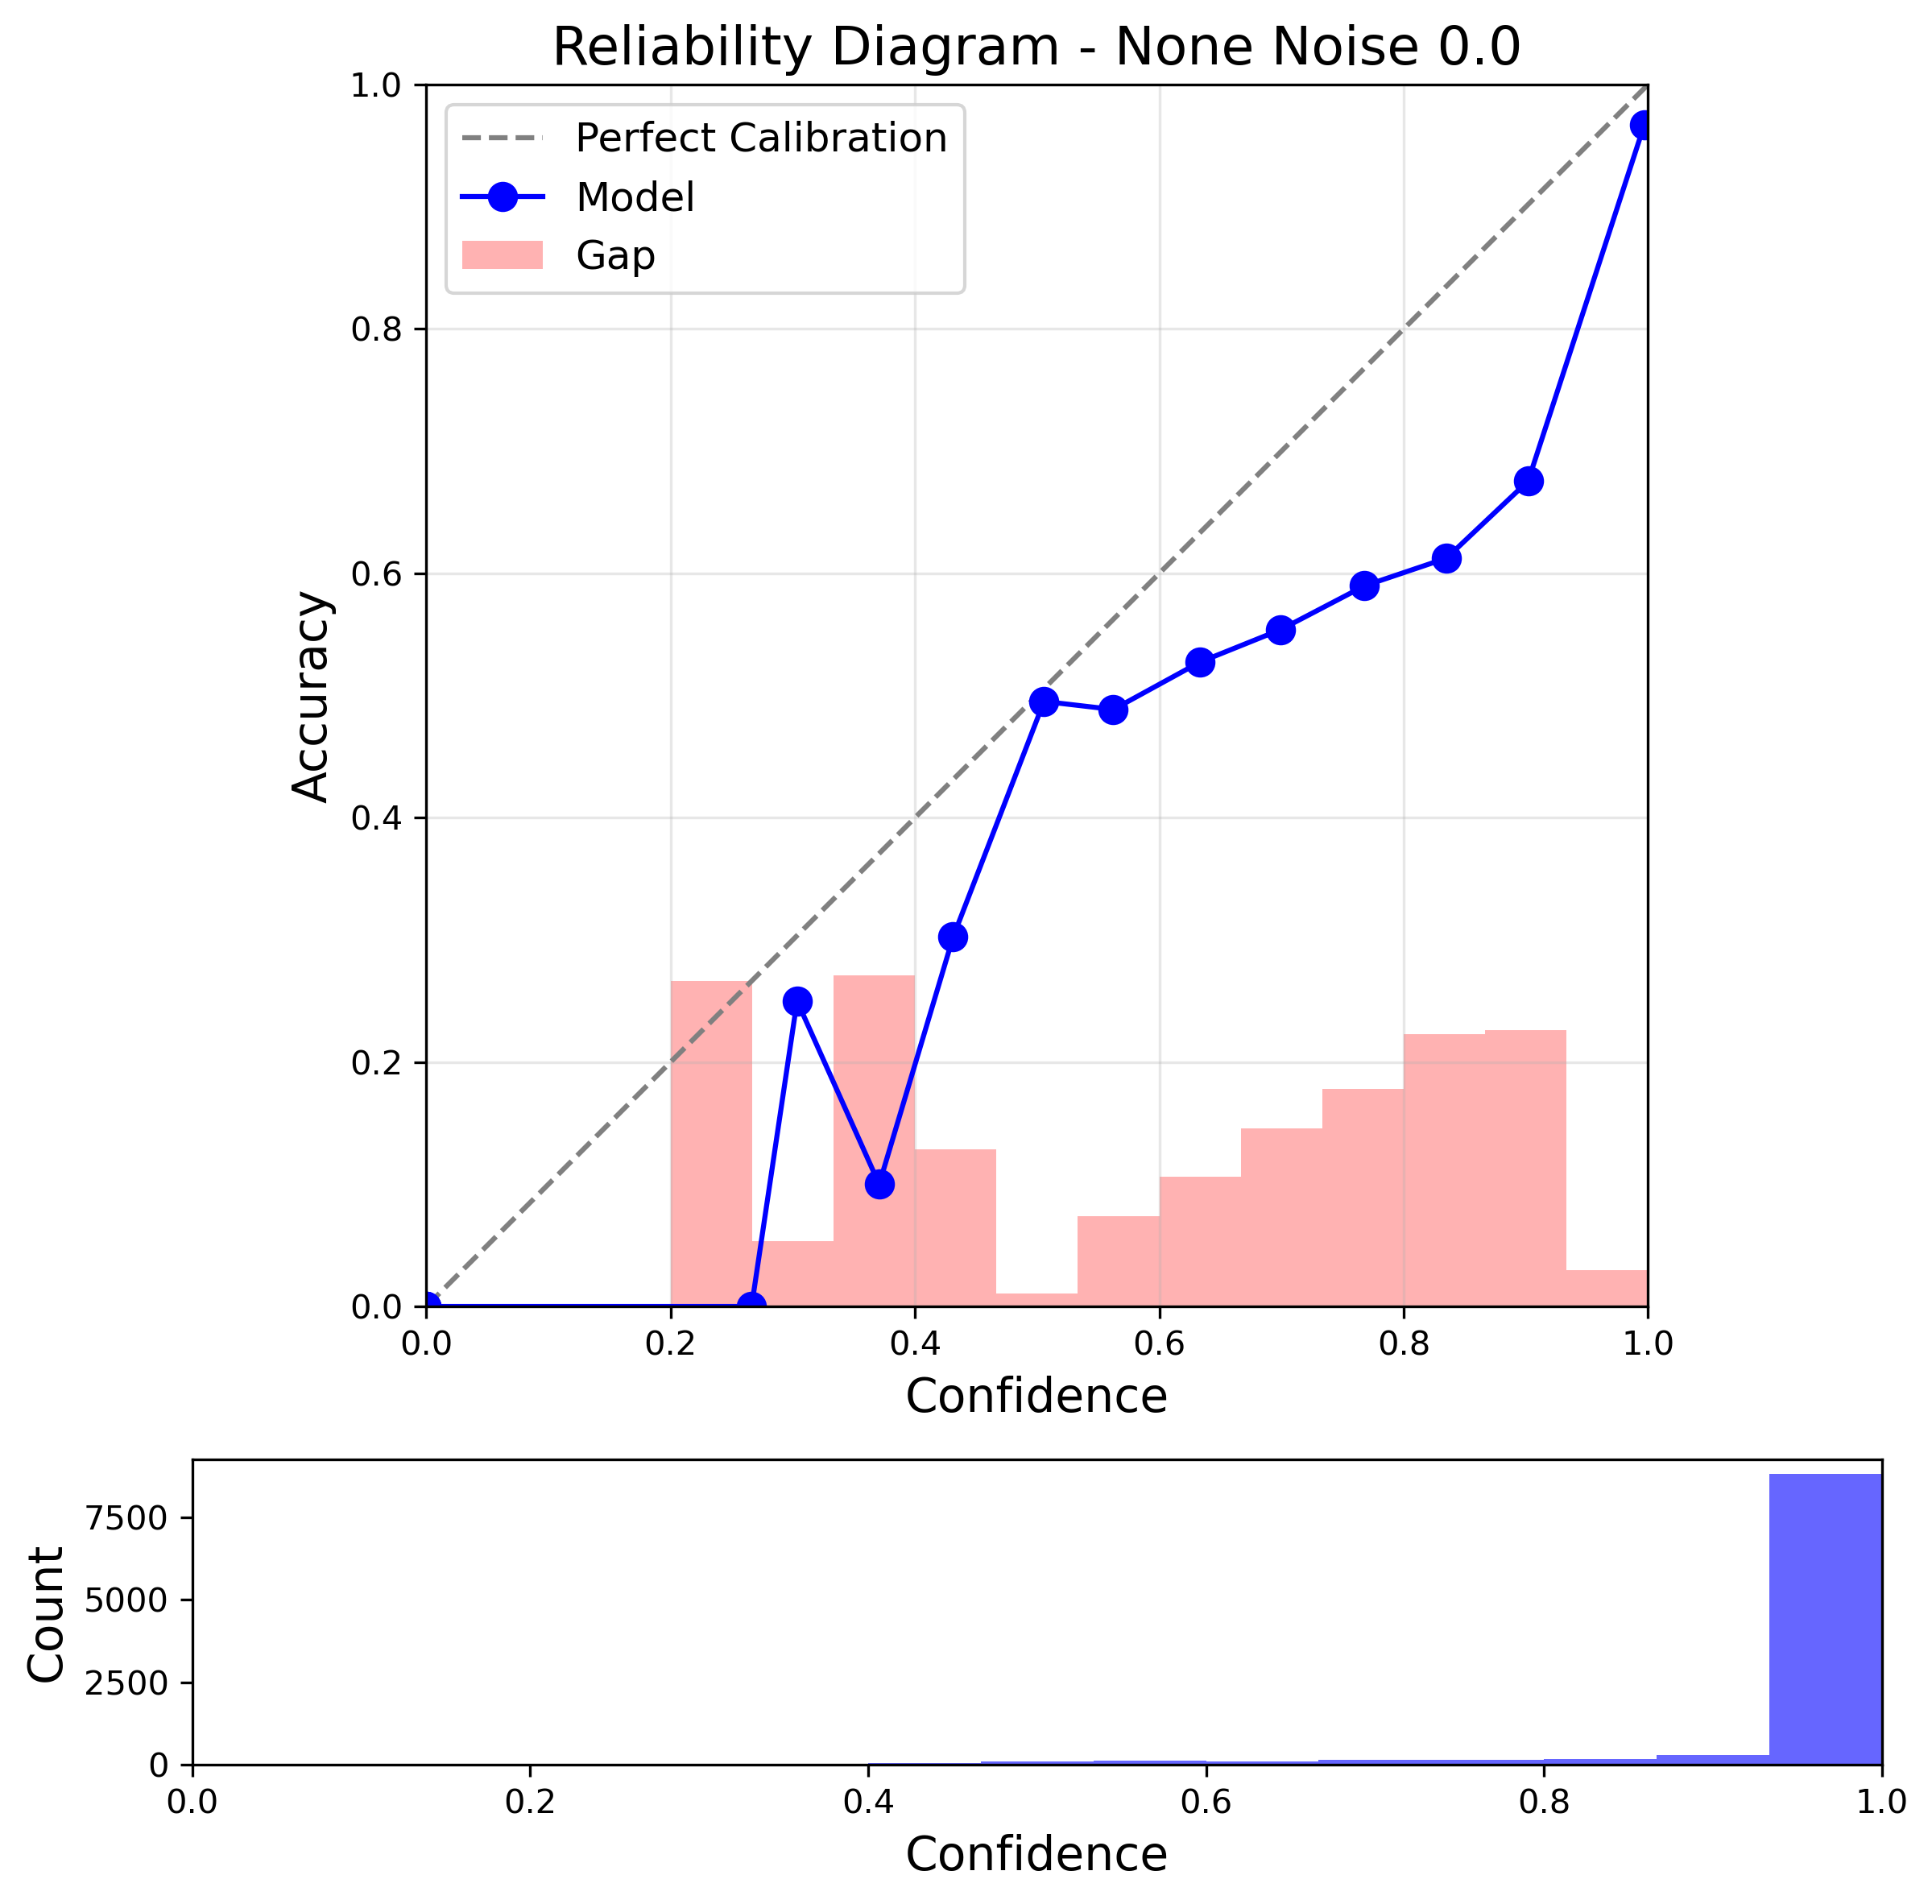 Reliability Diagram - None Noise 0.0
Perfect Calibration
Model
Gap
1.0
0.8
0.6
0.4
0.2
0.0
Accuracy
0.0 0.2 0.4 0.6 0.8 1.0
Confidence
7500
5000
2500
0
Count
0.0 0.2 0.4 0.6 0.8 1.0
Confidence